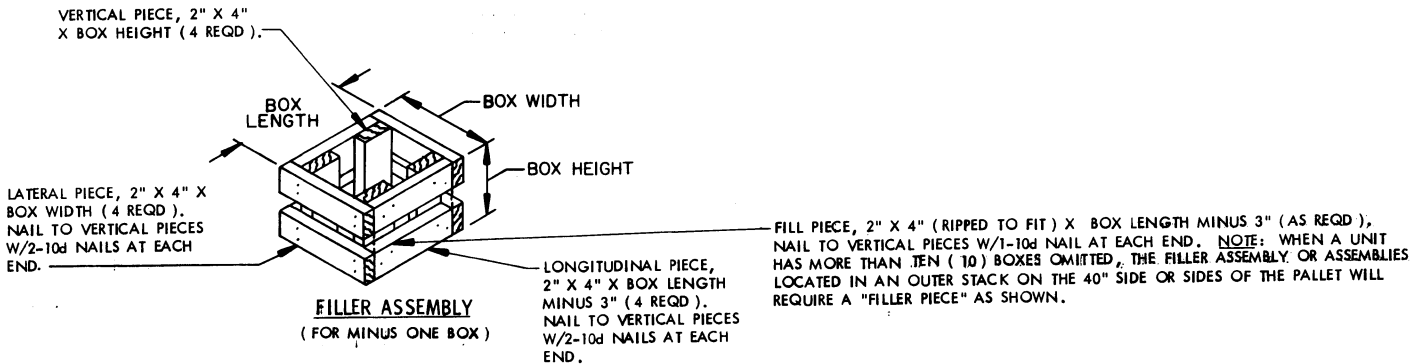 VERTICAL PIECE, 2" X 4"
X BOX HEIGHT (4 REQD).
BOX
LENGTH
BOX WIDTH
BOX HEIGHT
LATERAL PIECE, 2" X 4" X
BOX WIDTH (4 REQD).
NAIL TO VERTICAL PIECES
W/2-10d NAILS AT EACH
END.
FILL PIECE, 2" X 4" (RIPPED TO FIT) X BOX LENGTH MINUS 3" (AS REQD),
NAIL TO VERTICAL PIECES W/1-10d NAIL AT EACH END. NOTE: WHEN A UNIT
HAS MORE THAN TEN (10) BOXES OMITTED, THE FILLER ASSEMBLY OR ASSEMBLIES
LOCATED IN AN OUTER STACK ON THE 40" SIDE OR SIDES OF THE PALLET WILL
REQUIRE A "FILLER PIECE" AS SHOWN.
LONGITUDINAL PIECE,
2" X 4" X BOX LENGTH
MINUS 3" (4 REQD).
NAIL TO VERTICAL PIECES
W/2-10d NAILS AT EACH
END.
FILLER ASSEMBLY
(FOR MINUS ONE BOX)